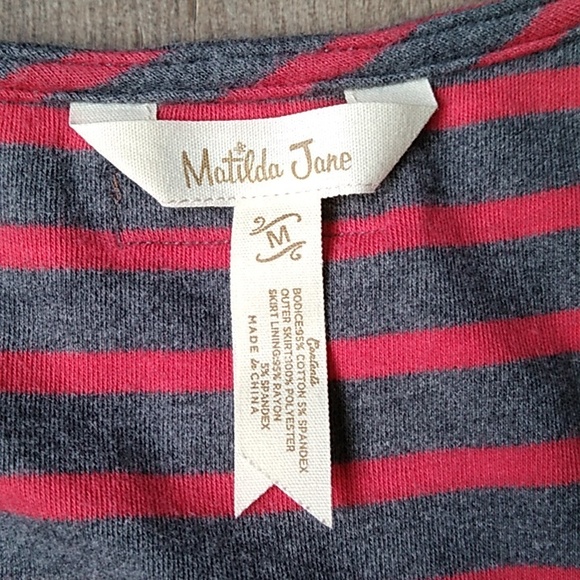 Matilda Jane
M
Contents
BODICE:95% COTTON 5% SPANDEX
OUTER SKIRT:100% POLYESTER
SKIRT LINING:95% RAYON
5% SPANDEX
MADE in CHINA